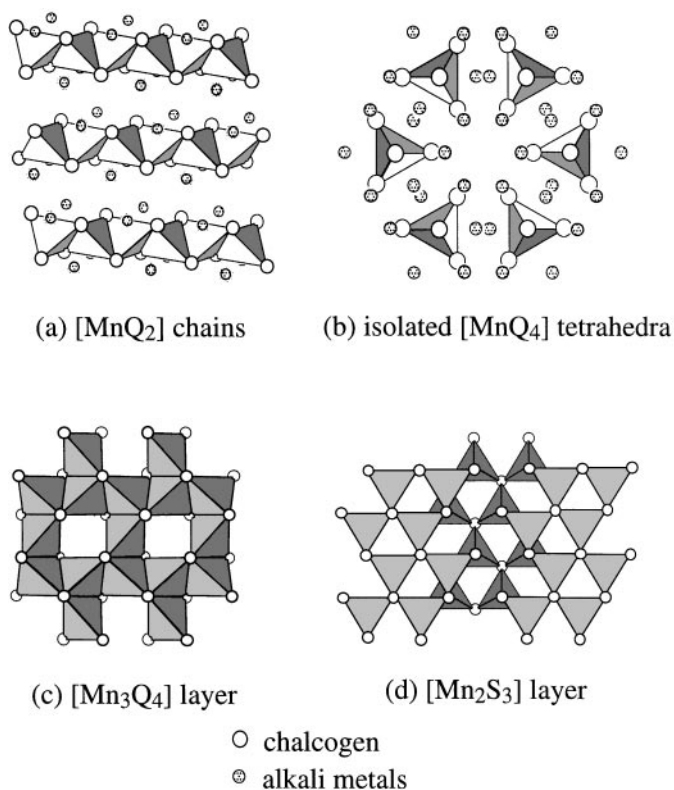 (a) [MnQ₂] chains
(b) isolated [MnQ₄] tetrahedra
(c) [Mn₃Q₄] layer
(d) [Mn₂S₃] layer
chalcogen
alkali metals